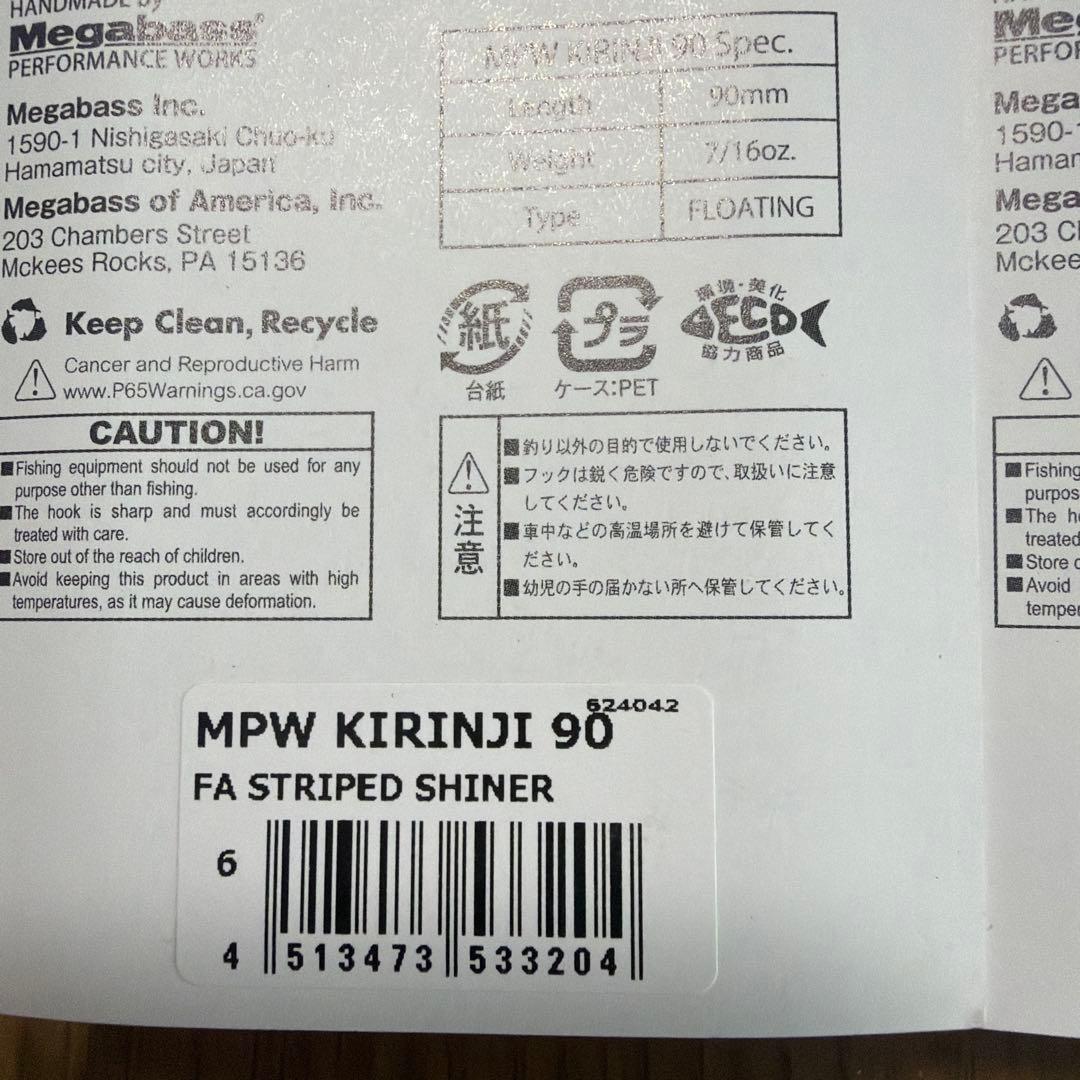 HANDMADE by
Megabass
PERFORMANCE WORKS
Megabass Inc.
1590-1 Nishigasaki Chuo-ku
Hamamatsu city, Japan
Megabass of America, Inc.
203 Chambers Street
Mckees Rocks, PA 15136
Keep Clean, Recycle
Cancer and Reproductive Harm
www.P65Warnings.ca.gov
CAUTION!
■Fishing equipment should not be used for any
purpose other than fishing.
■The hook is sharp and must accordingly be
treated with care.
■Store out of the reach of children.
■Avoid keeping this product in areas with high
temperatures, as it may cause deformation.
MPW KIRINJI 90 Spec.
Length 90mm
Weight 7/16oz.
Type FLOATING
紙
台紙
プラ
ケース:PET
環境・美化
ECO
協力商品
注意
■釣り以外の目的で使用しないでください。
■フックは鋭く危険ですので、取扱いに注意
してください。
■車中などの高温場所を避けて保管してく
ださい。
■幼児の手の届かない所へ保管してください。
624042
MPW KIRINJI 90
FA STRIPED SHINER
6
4 513473 533204
Me
PERFOR
Mega
1590-1
Hamam
Mega
203 C
Mckee
■Fishing
purpos
■The h
treated
■Store o
■Avoid
temper